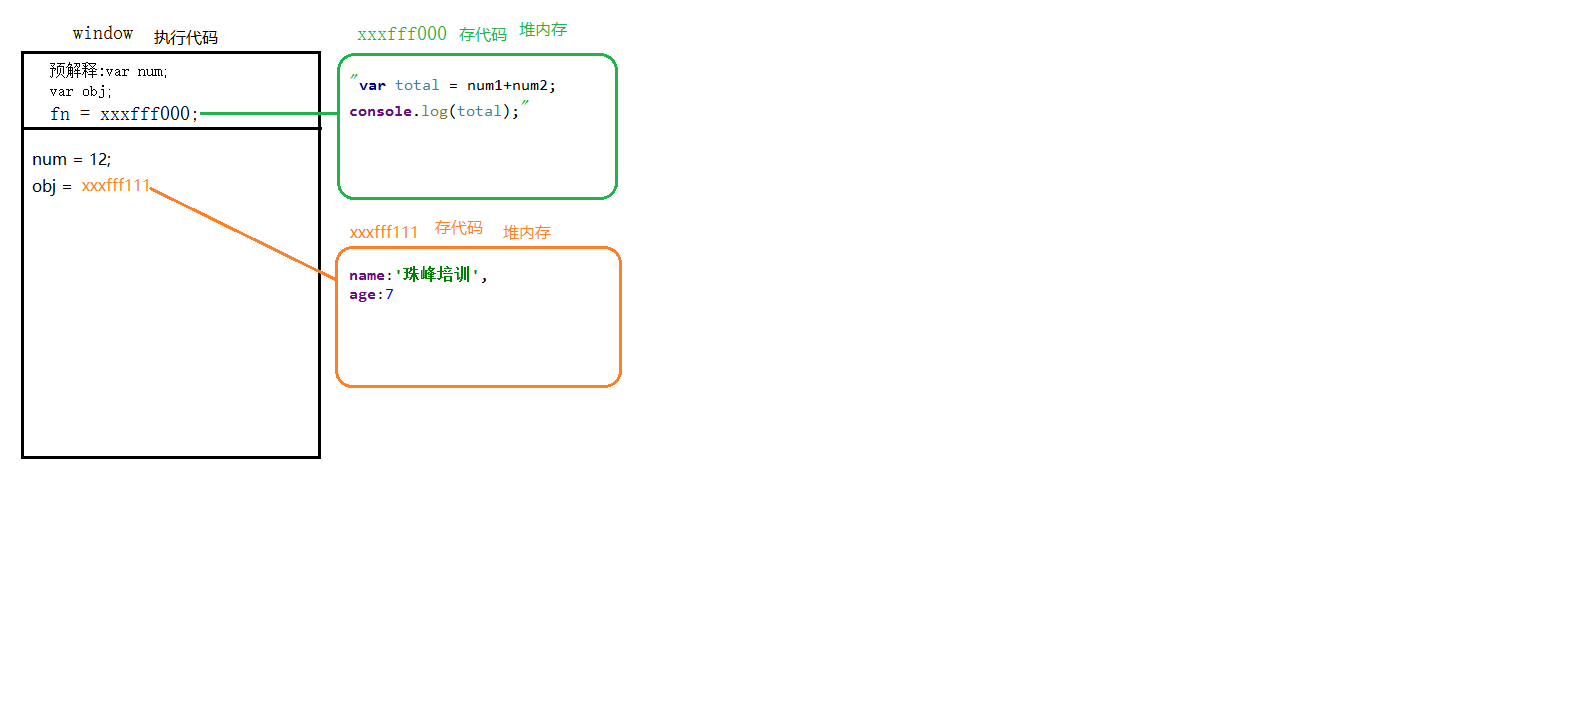 window 执行代码
预解释:var num;
var obj;
fn = xxxfff000;
num = 12;
obj = xxxfff111
xxxfff000 存代码 堆内存
"var total = num1+num2;
console.log(total);"
xxxfff111 存代码 堆内存
name:'珠峰培训',
age:7